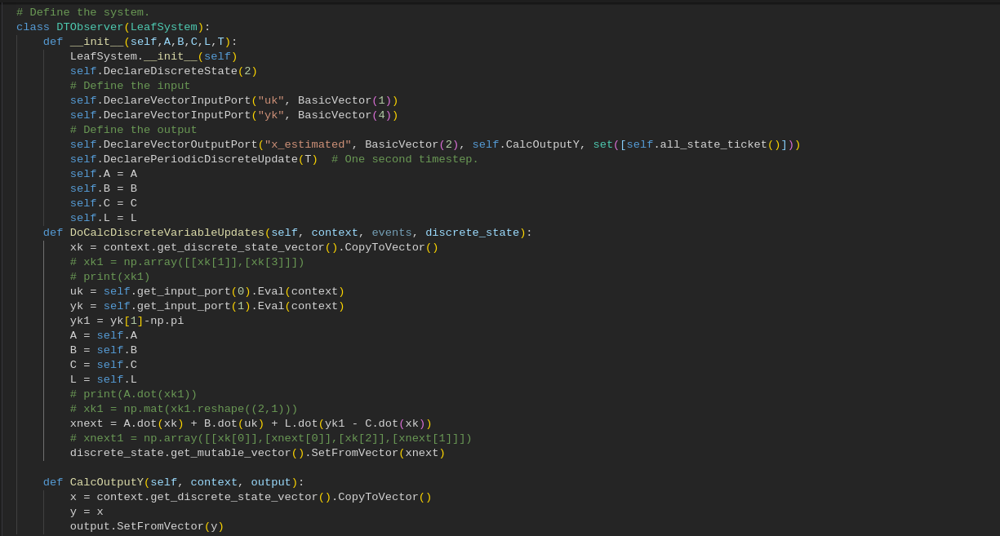 # Define the system.
class DTObserver(LeafSystem):
    def __init__(self,A,B,C,L,T):
        LeafSystem.__init__(self)
        self.DeclareDiscreteState(2)
        # Define the input
        self.DeclareVectorInputPort("uk", BasicVector(1))
        self.DeclareVectorInputPort("yk", BasicVector(4))
        # Define the output
        self.DeclareVectorOutputPort("x_estimated", BasicVector(2), self.CalcOutputY, set([self.all_state_ticket()]))
        self.DeclarePeriodicDiscreteUpdate(T)  # One second timestep.
        self.A = A
        self.B = B
        self.C = C
        self.L = L
    def DoCalcDiscreteVariableUpdates(self, context, events, discrete_state):
        xk = context.get_discrete_state_vector().CopyToVector()
        # xk1 = np.array([[xk[1]],[xk[3]]])
        # print(xk1)
        uk = self.get_input_port(0).Eval(context)
        yk = self.get_input_port(1).Eval(context)
        yk1 = yk[1]-np.pi
        A = self.A
        B = self.B
        C = self.C
        L = self.L
        # print(A.dot(xk1))
        # xk1 = np.mat(xk1.reshape((2,1)))
        xnext = A.dot(xk) + B.dot(uk) + L.dot(yk1 - C.dot(xk))
        # xnext1 = np.array([[xk[0]],[xnext[0]],[xk[2]],[xnext[1]]])
        discrete_state.get_mutable_vector().SetFromVector(xnext)

    def CalcOutputY(self, context, output):
        x = context.get_discrete_state_vector().CopyToVector()
        y = x
        output.SetFromVector(y)